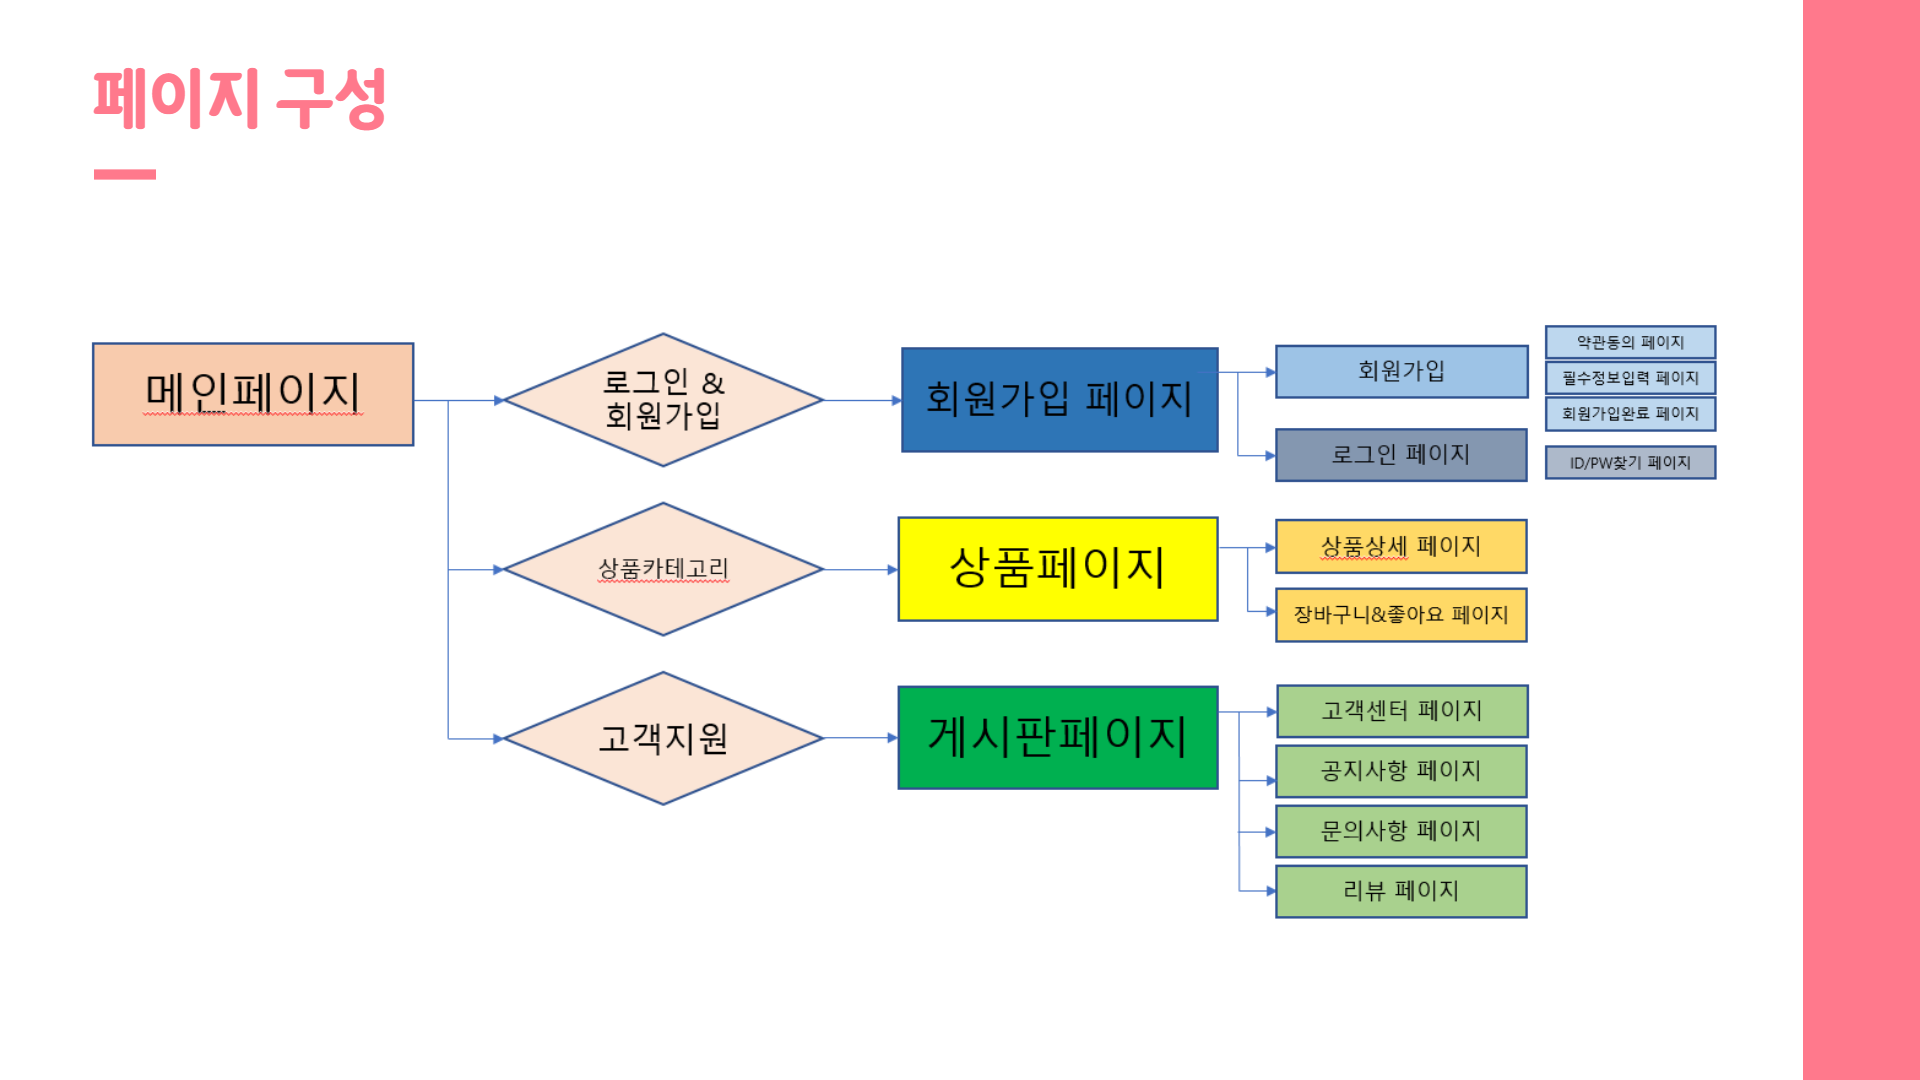 페이지 구성
메인페이지
로그인 &
회원가입
회원가입 페이지
회원가입
약관동의 페이지
필수정보입력 페이지
회원가입완료 페이지
로그인 페이지
ID/PW찾기 페이지
상품카테고리
상품페이지
상품상세 페이지
장바구니&좋아요 페이지
고객지원
게시판페이지
고객센터 페이지
공지사항 페이지
문의사항 페이지
리뷰 페이지